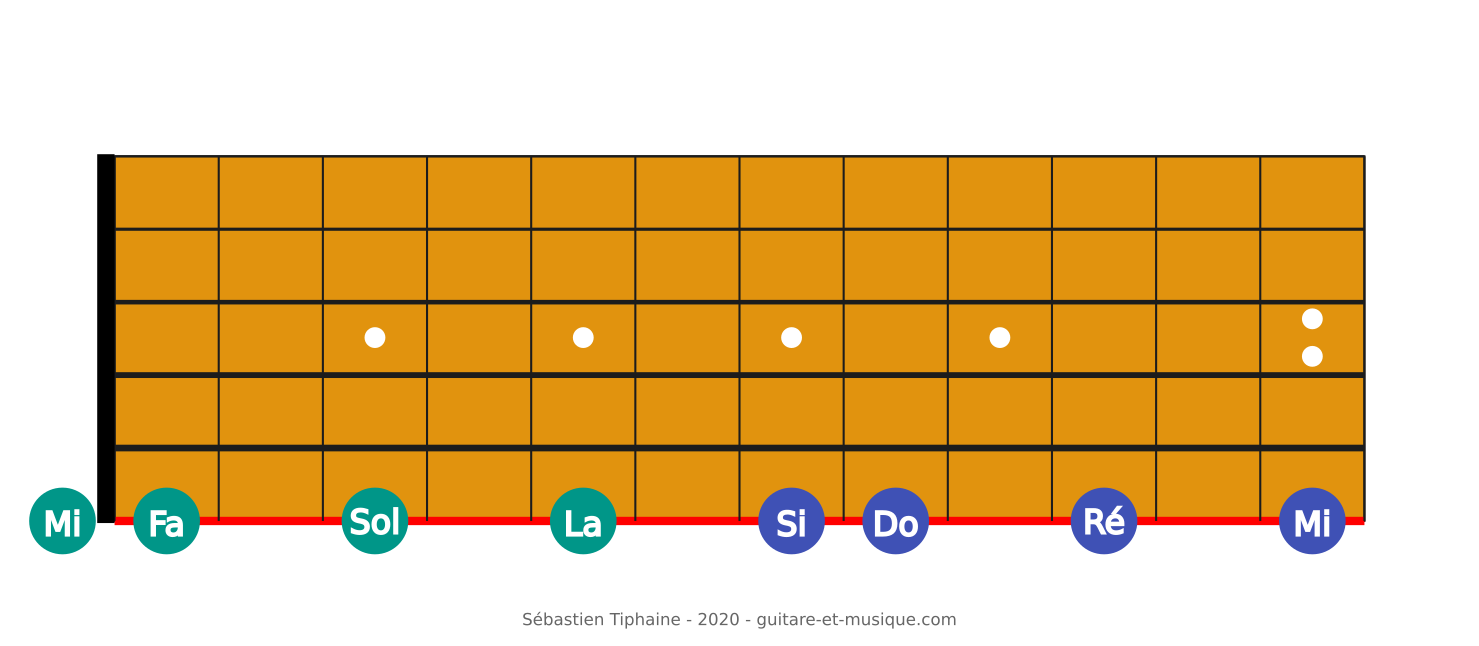 Mi Fa Sol La Si Do Ré Mi
Sébastien Tiphaine - 2020 - guitare-et-musique.com